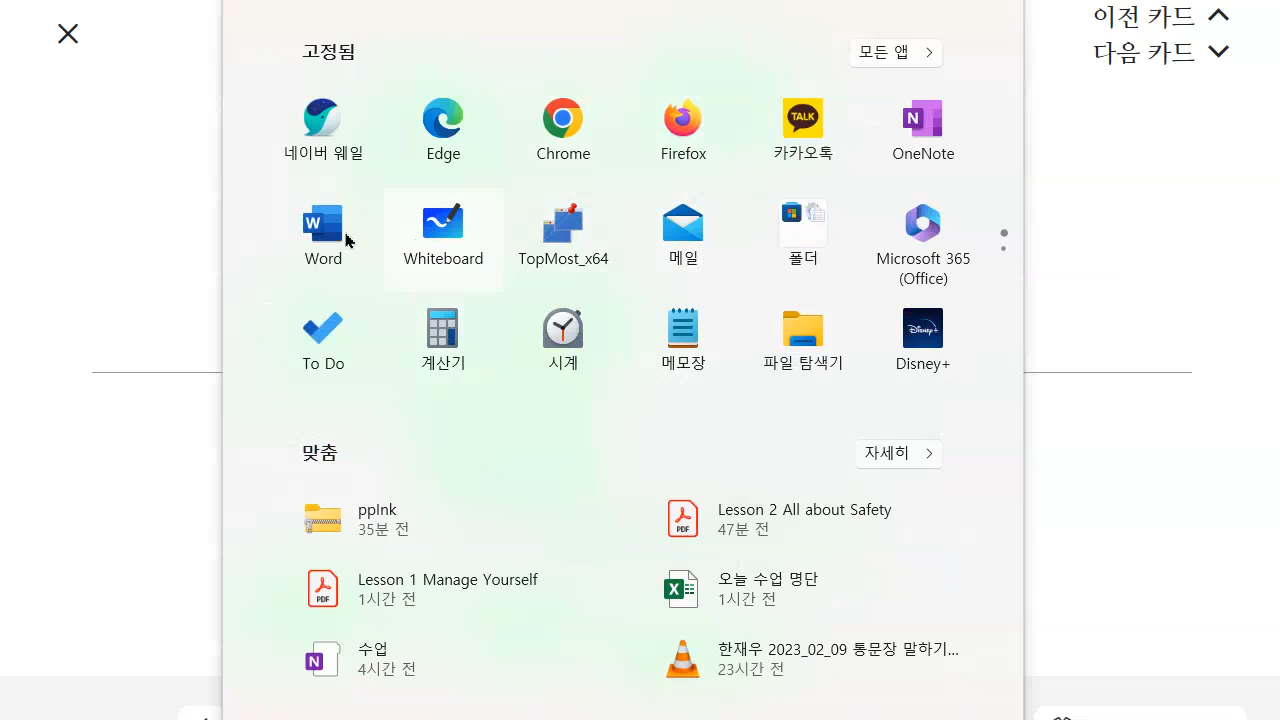 이전 카드
다음 카드
고정됨
모든 앱
네이버 웨일
Edge
Chrome
Firefox
TALK
카카오톡
N
OneNote
W
Word
Whiteboard
TopMost_x64
메일
폴더
Microsoft 365
(Office)
To Do
계산기
시계
메모장
파일 탐색기
Disney+
Disney+
맞춤
자세히
ppInk
35분 전
PDF
Lesson 2 All about Safety
47분 전
PDF
Lesson 1 Manage Yourself
1시간 전
X
오늘 수업 명단
1시간 전
N
수업
4시간 전
한재우 2023_02_09 통문장 말하기...
23시간 전